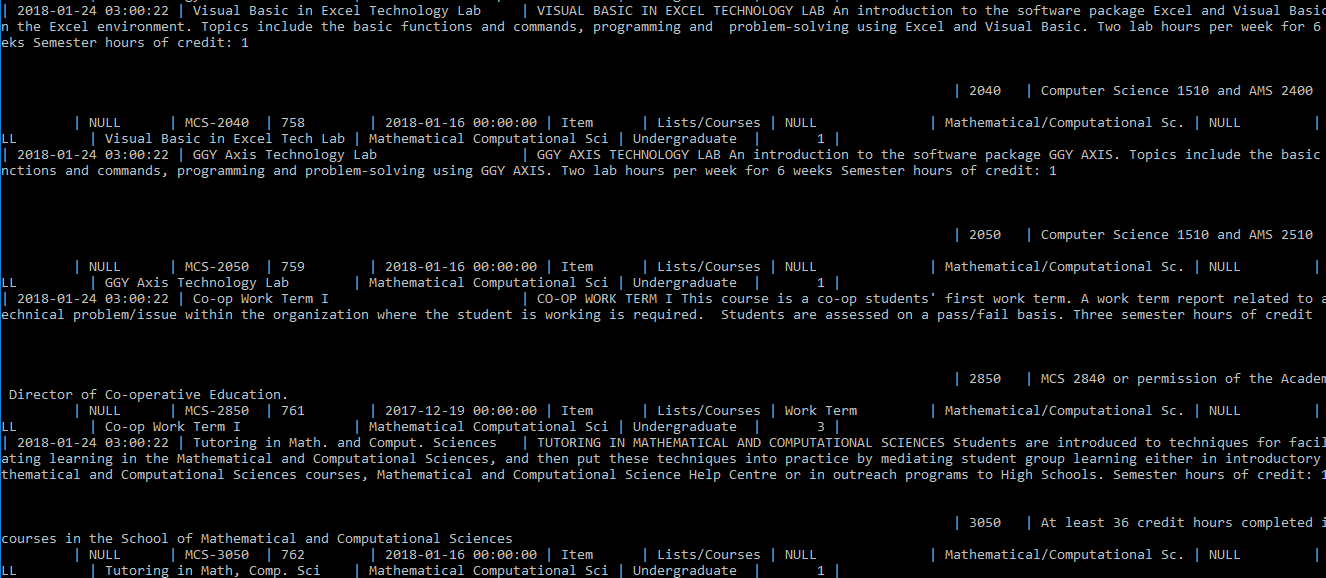 | 2018-01-24 03:00:22 | Visual Basic in Excel Technology Lab | VISUAL BASIC IN EXCEL TECHNOLOGY LAB An introduction to the software package Excel and Visual Basic
n the Excel environment. Topics include the basic functions and commands, programming and problem-solving using Excel and Visual Basic. Two lab hours per week for 6
eks Semester hours of credit: 1
| 2040 | Computer Science 1510 and AMS 2400
| NULL | MCS-2040 | 758 | 2018-01-16 00:00:00 | Item | Lists/Courses | NULL | Mathematical/Computational Sc. | NULL |
LL | Visual Basic in Excel Tech Lab | Mathematical Computational Sci | Undergraduate | 1 |
| 2018-01-24 03:00:22 | GGY Axis Technology Lab | GGY AXIS TECHNOLOGY LAB An introduction to the software package GGY AXIS. Topics include the basic
nctions and commands, programming and problem-solving using GGY AXIS. Two lab hours per week for 6 weeks Semester hours of credit: 1
| 2050 | Computer Science 1510 and AMS 2510
| NULL | MCS-2050 | 759 | 2018-01-16 00:00:00 | Item | Lists/Courses | NULL | Mathematical/Computational Sc. | NULL |
LL | GGY Axis Technology Lab | Mathematical Computational Sci | Undergraduate | 1 |
| 2018-01-24 03:00:22 | Co-op Work Term I | CO-OP WORK TERM I This course is a co-op students' first work term. A work term report related to a
echnical problem/issue within the organization where the student is working is required. Students are assessed on a pass/fail basis. Three semester hours of credit
| 2850 | MCS 2840 or permission of the Academ
Director of Co-operative Education.
| NULL | MCS-2850 | 761 | 2017-12-19 00:00:00 | Item | Lists/Courses | Work Term | Mathematical/Computational Sc. | NULL |
LL | Co-op Work Term I | Mathematical Computational Sci | Undergraduate | 3 |
| 2018-01-24 03:00:22 | Tutoring in Math. and Comput. Sciences | TUTORING IN MATHEMATICAL AND COMPUTATIONAL SCIENCES Students are introduced to techniques for facil
ating learning in the Mathematical and Computational Sciences, and then put these techniques into practice by mediating student group learning either in introductory
thematical and Computational Sciences courses, Mathematical and Computational Science Help Centre or in outreach programs to High Schools. Semester hours of credit: 1
| 3050 | At least 36 credit hours completed i
courses in the School of Mathematical and Computational Sciences
| NULL | MCS-3050 | 762 | 2018-01-16 00:00:00 | Item | Lists/Courses | NULL | Mathematical/Computational Sc. | NULL |
LL | Tutoring in Math, Comp. Sci | Mathematical Computational Sci | Undergraduate | 1 |